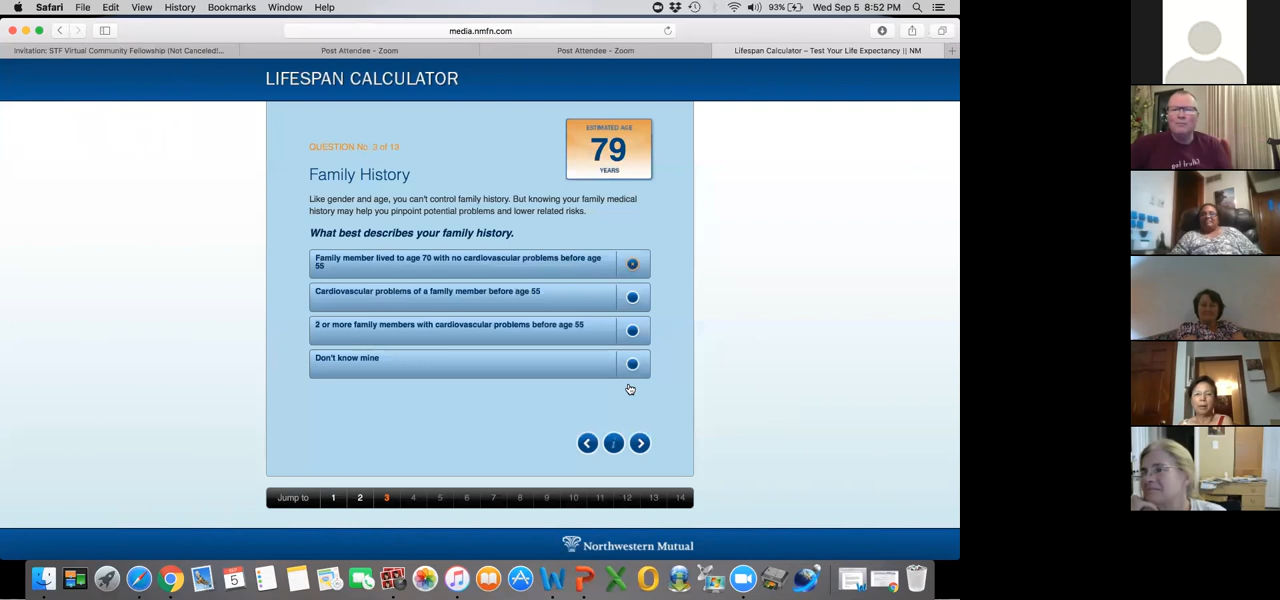 Safari File Edit View History Bookmarks Window Help 93% Wed Sep 5 8:52 PM
media.nmfn.com
Invitation: STF Virtual Community Fellowship (Not Canceled!... Post Attendee - Zoom Post Attendee - Zoom Lifespan Calculator – Test Your Life Expectancy || NM
LIFESPAN CALCULATOR
ESTIMATED AGE
79
YEARS
QUESTION No. 3 of 13
Family History
Like gender and age, you can't control family history. But knowing your family medical
history may help you pinpoint potential problems and lower related risks.
What best describes your family history.
Family member lived to age 70 with no cardiovascular problems before age
55
Cardiovascular problems of a family member before age 55
2 or more family members with cardiovascular problems before age 55
Don't know mine
Jump to 1 2 3 4 5 6 7 8 9 10 11 12 13 14
Northwestern Mutual